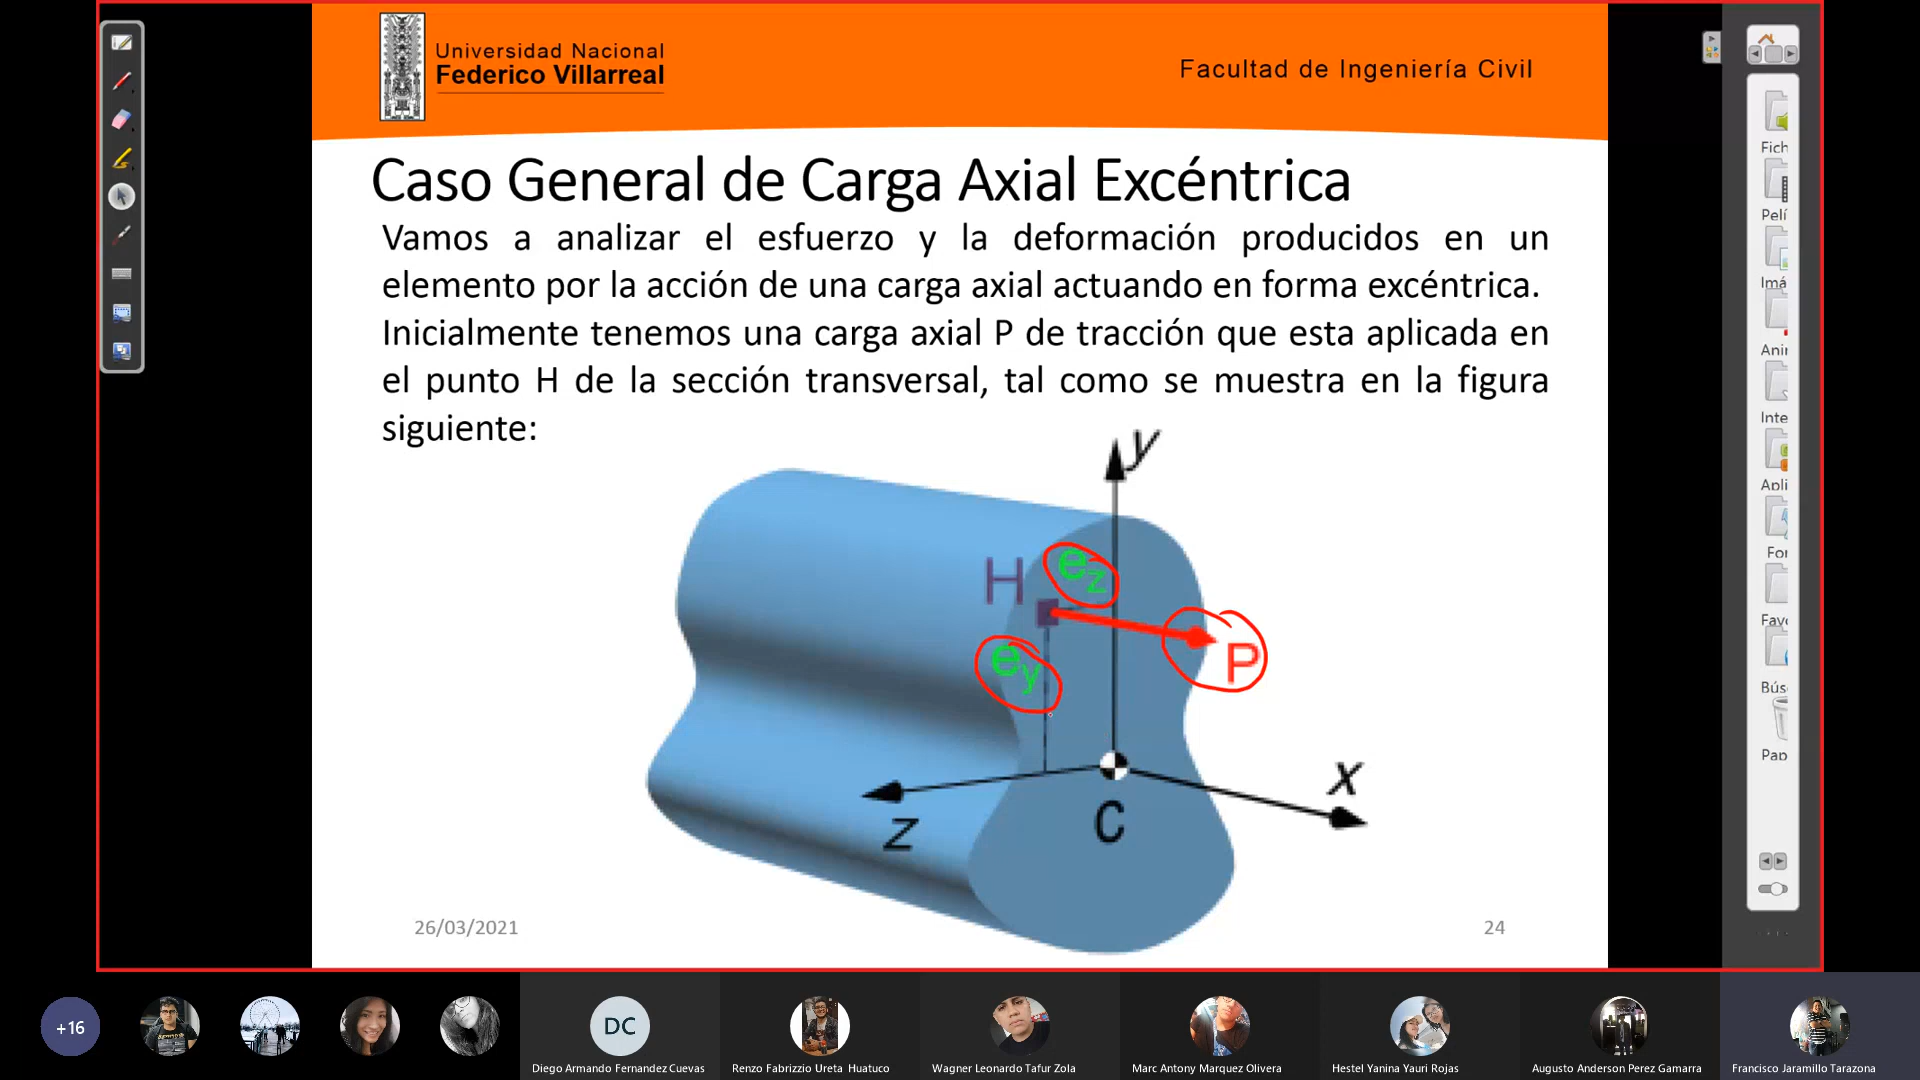 Universidad Nacional
Federico Villarreal
Facultad de Ingeniería Civil
Caso General de Carga Axial Excéntrica
Vamos a analizar el esfuerzo y la deformación producidos en un
elemento por la acción de una carga axial actuando en forma excéntrica.
Inicialmente tenemos una carga axial P de tracción que esta aplicada en
el punto H de la sección transversal, tal como se muestra en la figura
siguiente:
y
H
ez
ey
P
x
z
C
26/03/2021
24
Fich
Pelí
Imá
Anir
Inte
Apli
For
Favo
Bús
Pap
+16
DC
Diego Armando Fernandez Cuevas
Renzo Fabrizzio Ureta Huatuco
Wagner Leonardo Tafur Zola
Marc Antony Marquez Olivera
Hestel Yanina Yauri Rojas
Augusto Anderson Perez Gamarra
Francisco Jaramillo Tarazona